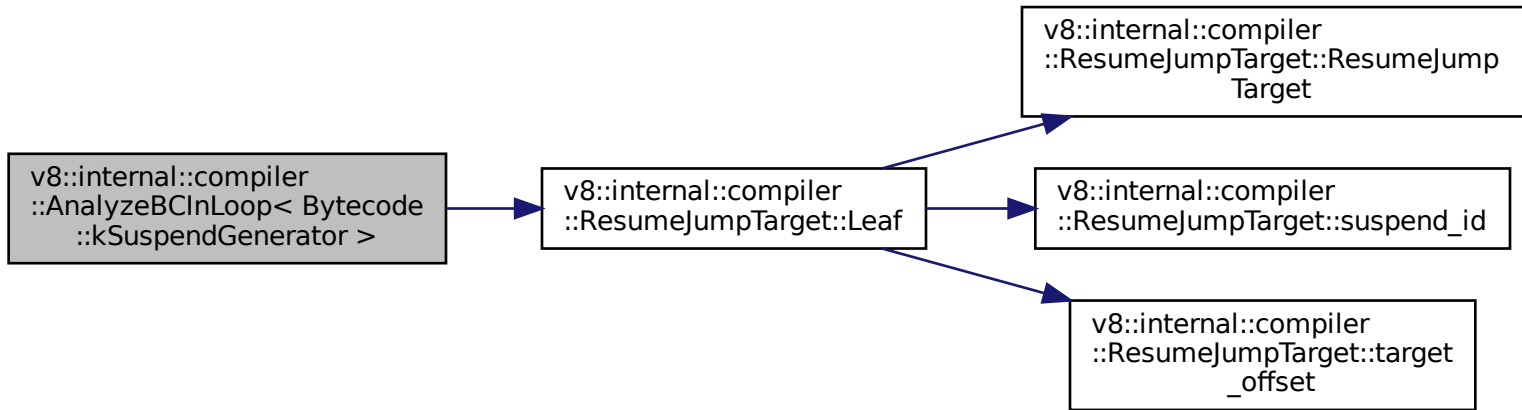 v8::internal::compiler
::AnalyzeBCInLoop< Bytecode
::kSuspendGenerator >
v8::internal::compiler
::ResumeJumpTarget::Leaf
v8::internal::compiler
::ResumeJumpTarget::ResumeJump
Target
v8::internal::compiler
::ResumeJumpTarget::suspend_id
v8::internal::compiler
::ResumeJumpTarget::target
_offset